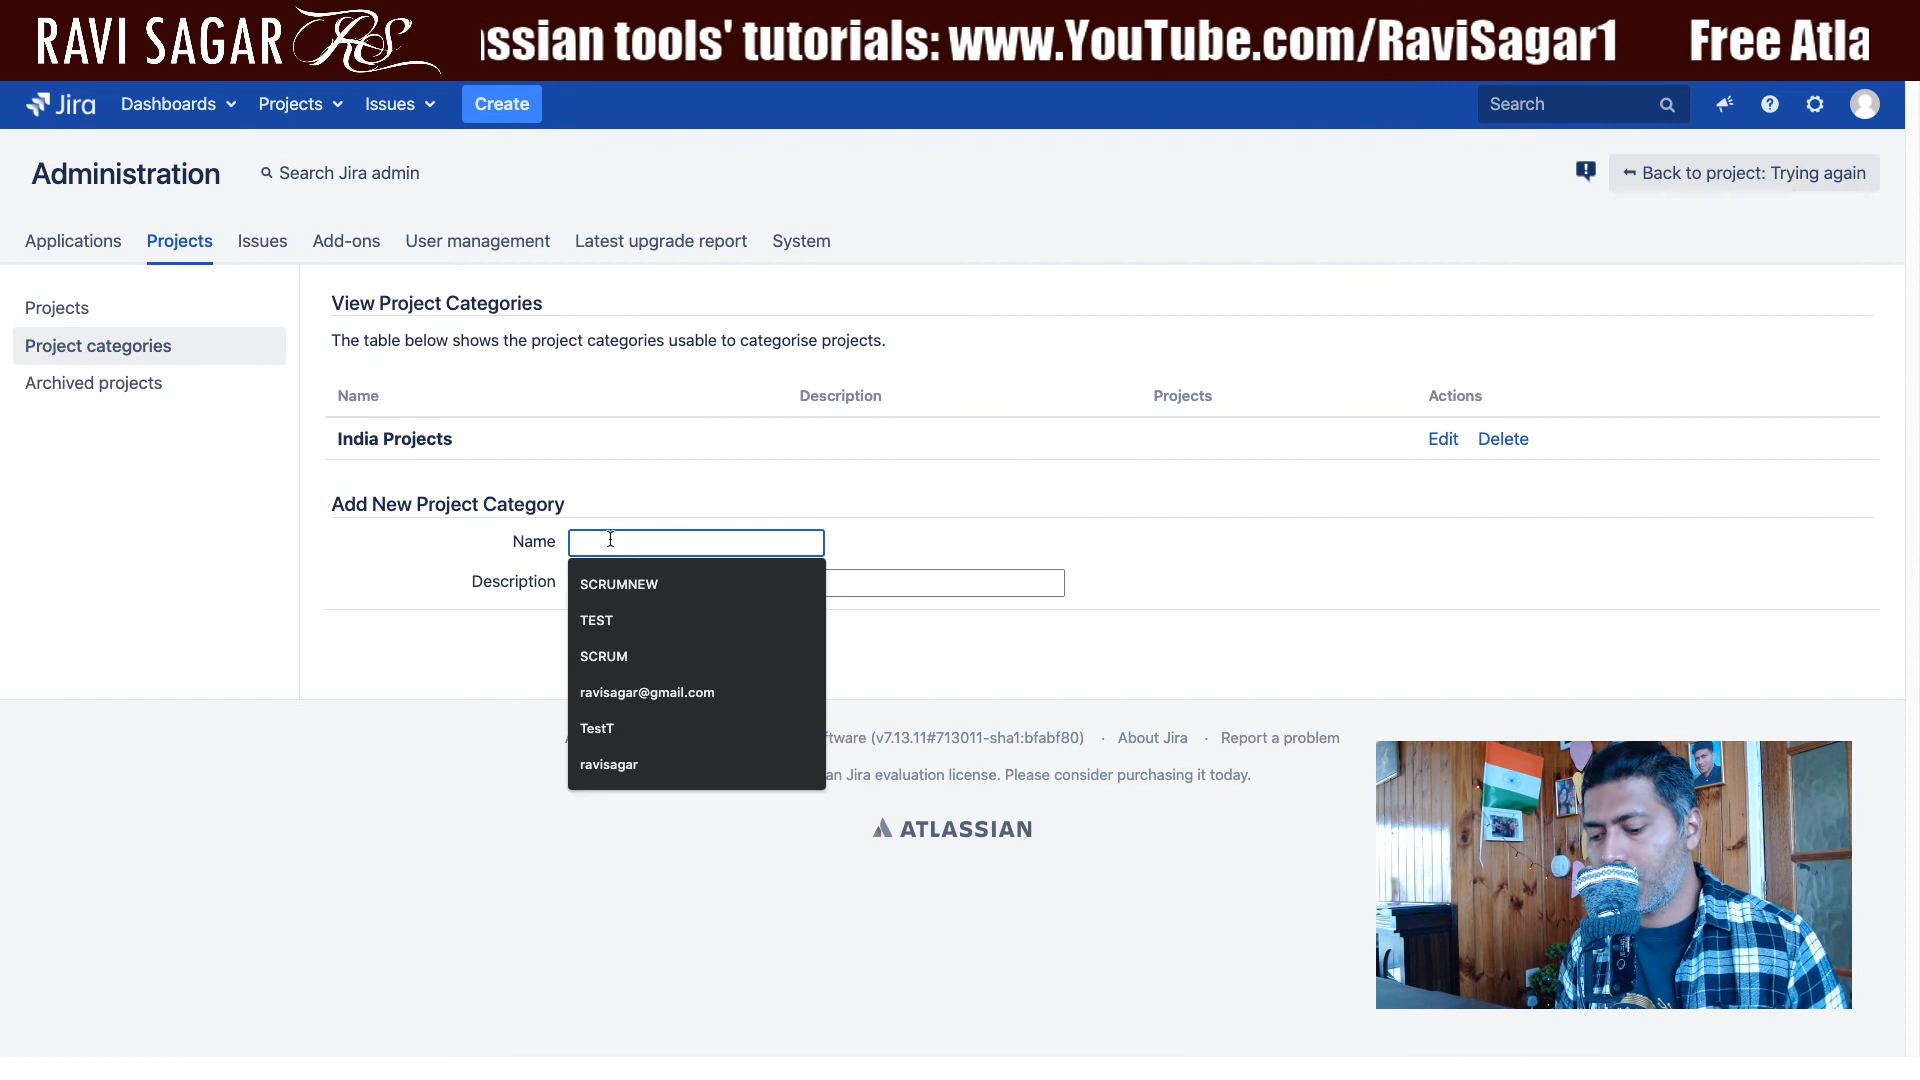 RAVI SAGAR RS ssian tools' tutorials: www.YouTube.com/RaviSagar1 Free Atla
Jira Dashboards Projects Issues Create Search
Administration Search Jira admin Back to project: Trying again
Applications Projects Issues Add-ons User management Latest upgrade report System
Projects
Project categories
Archived projects
View Project Categories
The table below shows the project categories usable to categorise projects.
Name Description Projects Actions
India Projects Edit Delete
Add New Project Category
Name
Description
SCRUMNEW
TEST
SCRUM
ravisagar@gmail.com
TestT
ravisagar
ftware (v7.13.11#713011-sha1:bfabf80) · About Jira · Report a problem
an Jira evaluation license. Please consider purchasing it today.
ATLASSIAN